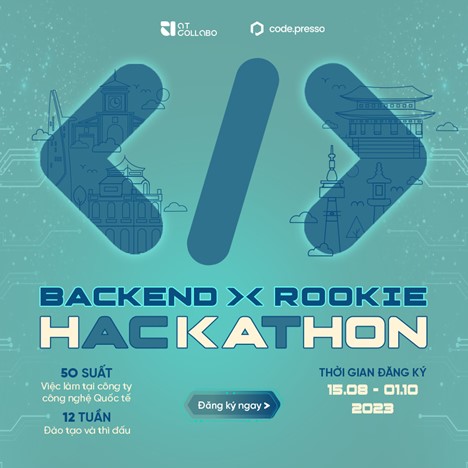 AT
COLLABO
code.presso
</>
BACKEND X ROOKIE
HACKATHON
50 SUẤT
Việc làm tại công ty
công nghệ Quốc tế
12 TUẦN
Đào tạo và thi đấu
Đăng ký ngay >
THỜI GIAN ĐĂNG KÝ
15.08 - 01.10
2023